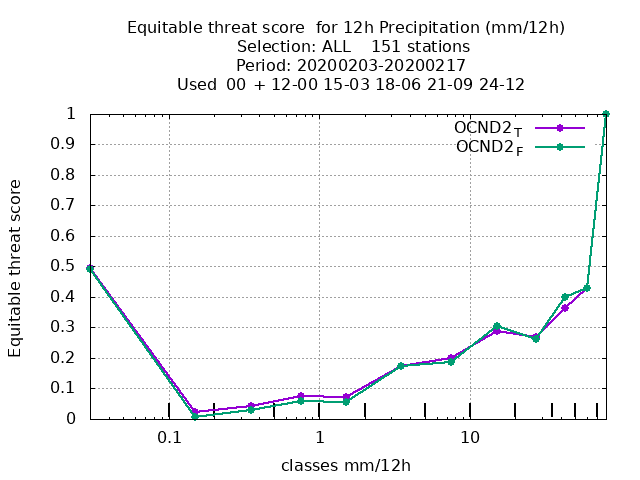 Equitable threat score  for 12h Precipitation (mm/12h)
Selection: ALL    151 stations
Period: 20200203-20200217
Used  00 + 12-00 15-03 18-06 21-09 24-12
OCND2T
OCND2F
1
0.9
0.8
0.7
0.6
0.5
0.4
0.3
0.2
0.1
0
Equitable threat score
0.1 1 10
classes mm/12h